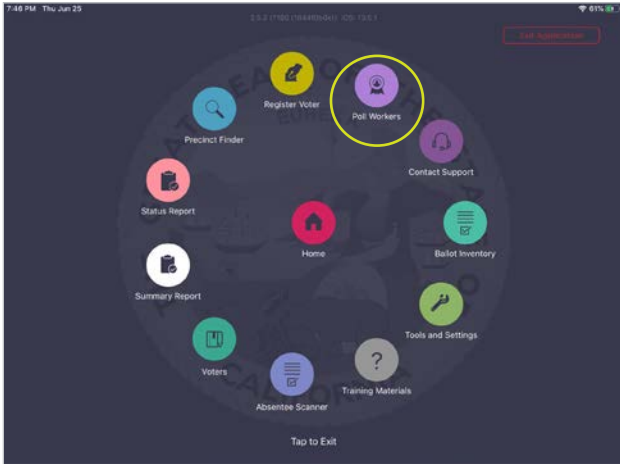 7:46 PM Thu Jun 25
61%
Exit Application
Register Voter
Poll Workers
Precinct Finder
Contact Support
Status Report
Home
Ballot Inventory
Summary Report
Tools and Settings
Voters
Training Materials
Absentee Scanner
Tap to Exit